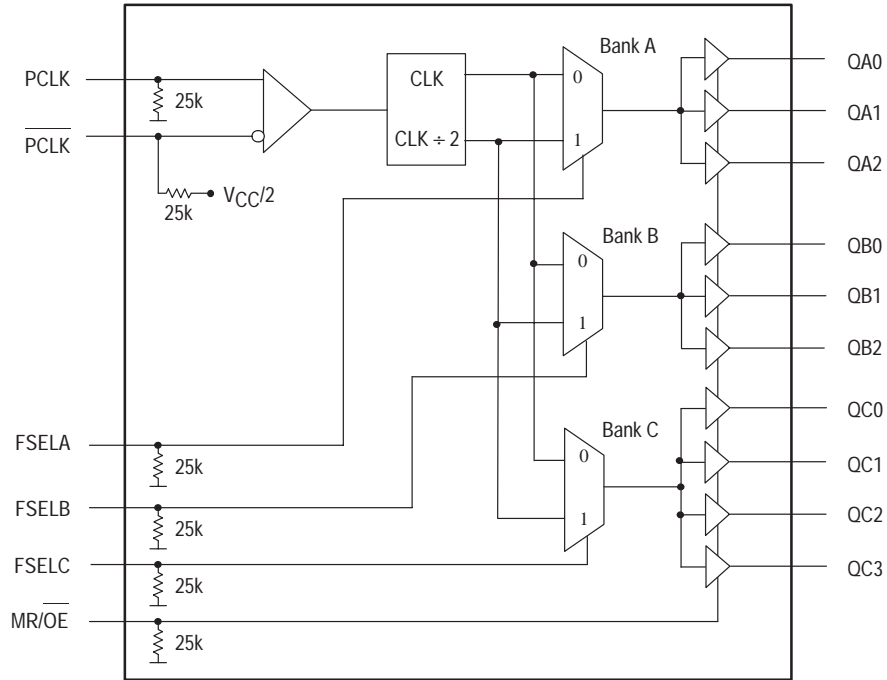 Bank A
PCLK
25k
CLK
0
QA0
QA1
PCLK
CLK ÷ 2
1
QA2
25k
VCC/2
Bank B
0
QB0
QB1
1
QB2
Bank C
QC0
FSELA
25k
0
QC1
FSELB
25k
1
QC2
FSELC
25k
QC3
MR/OE
25k